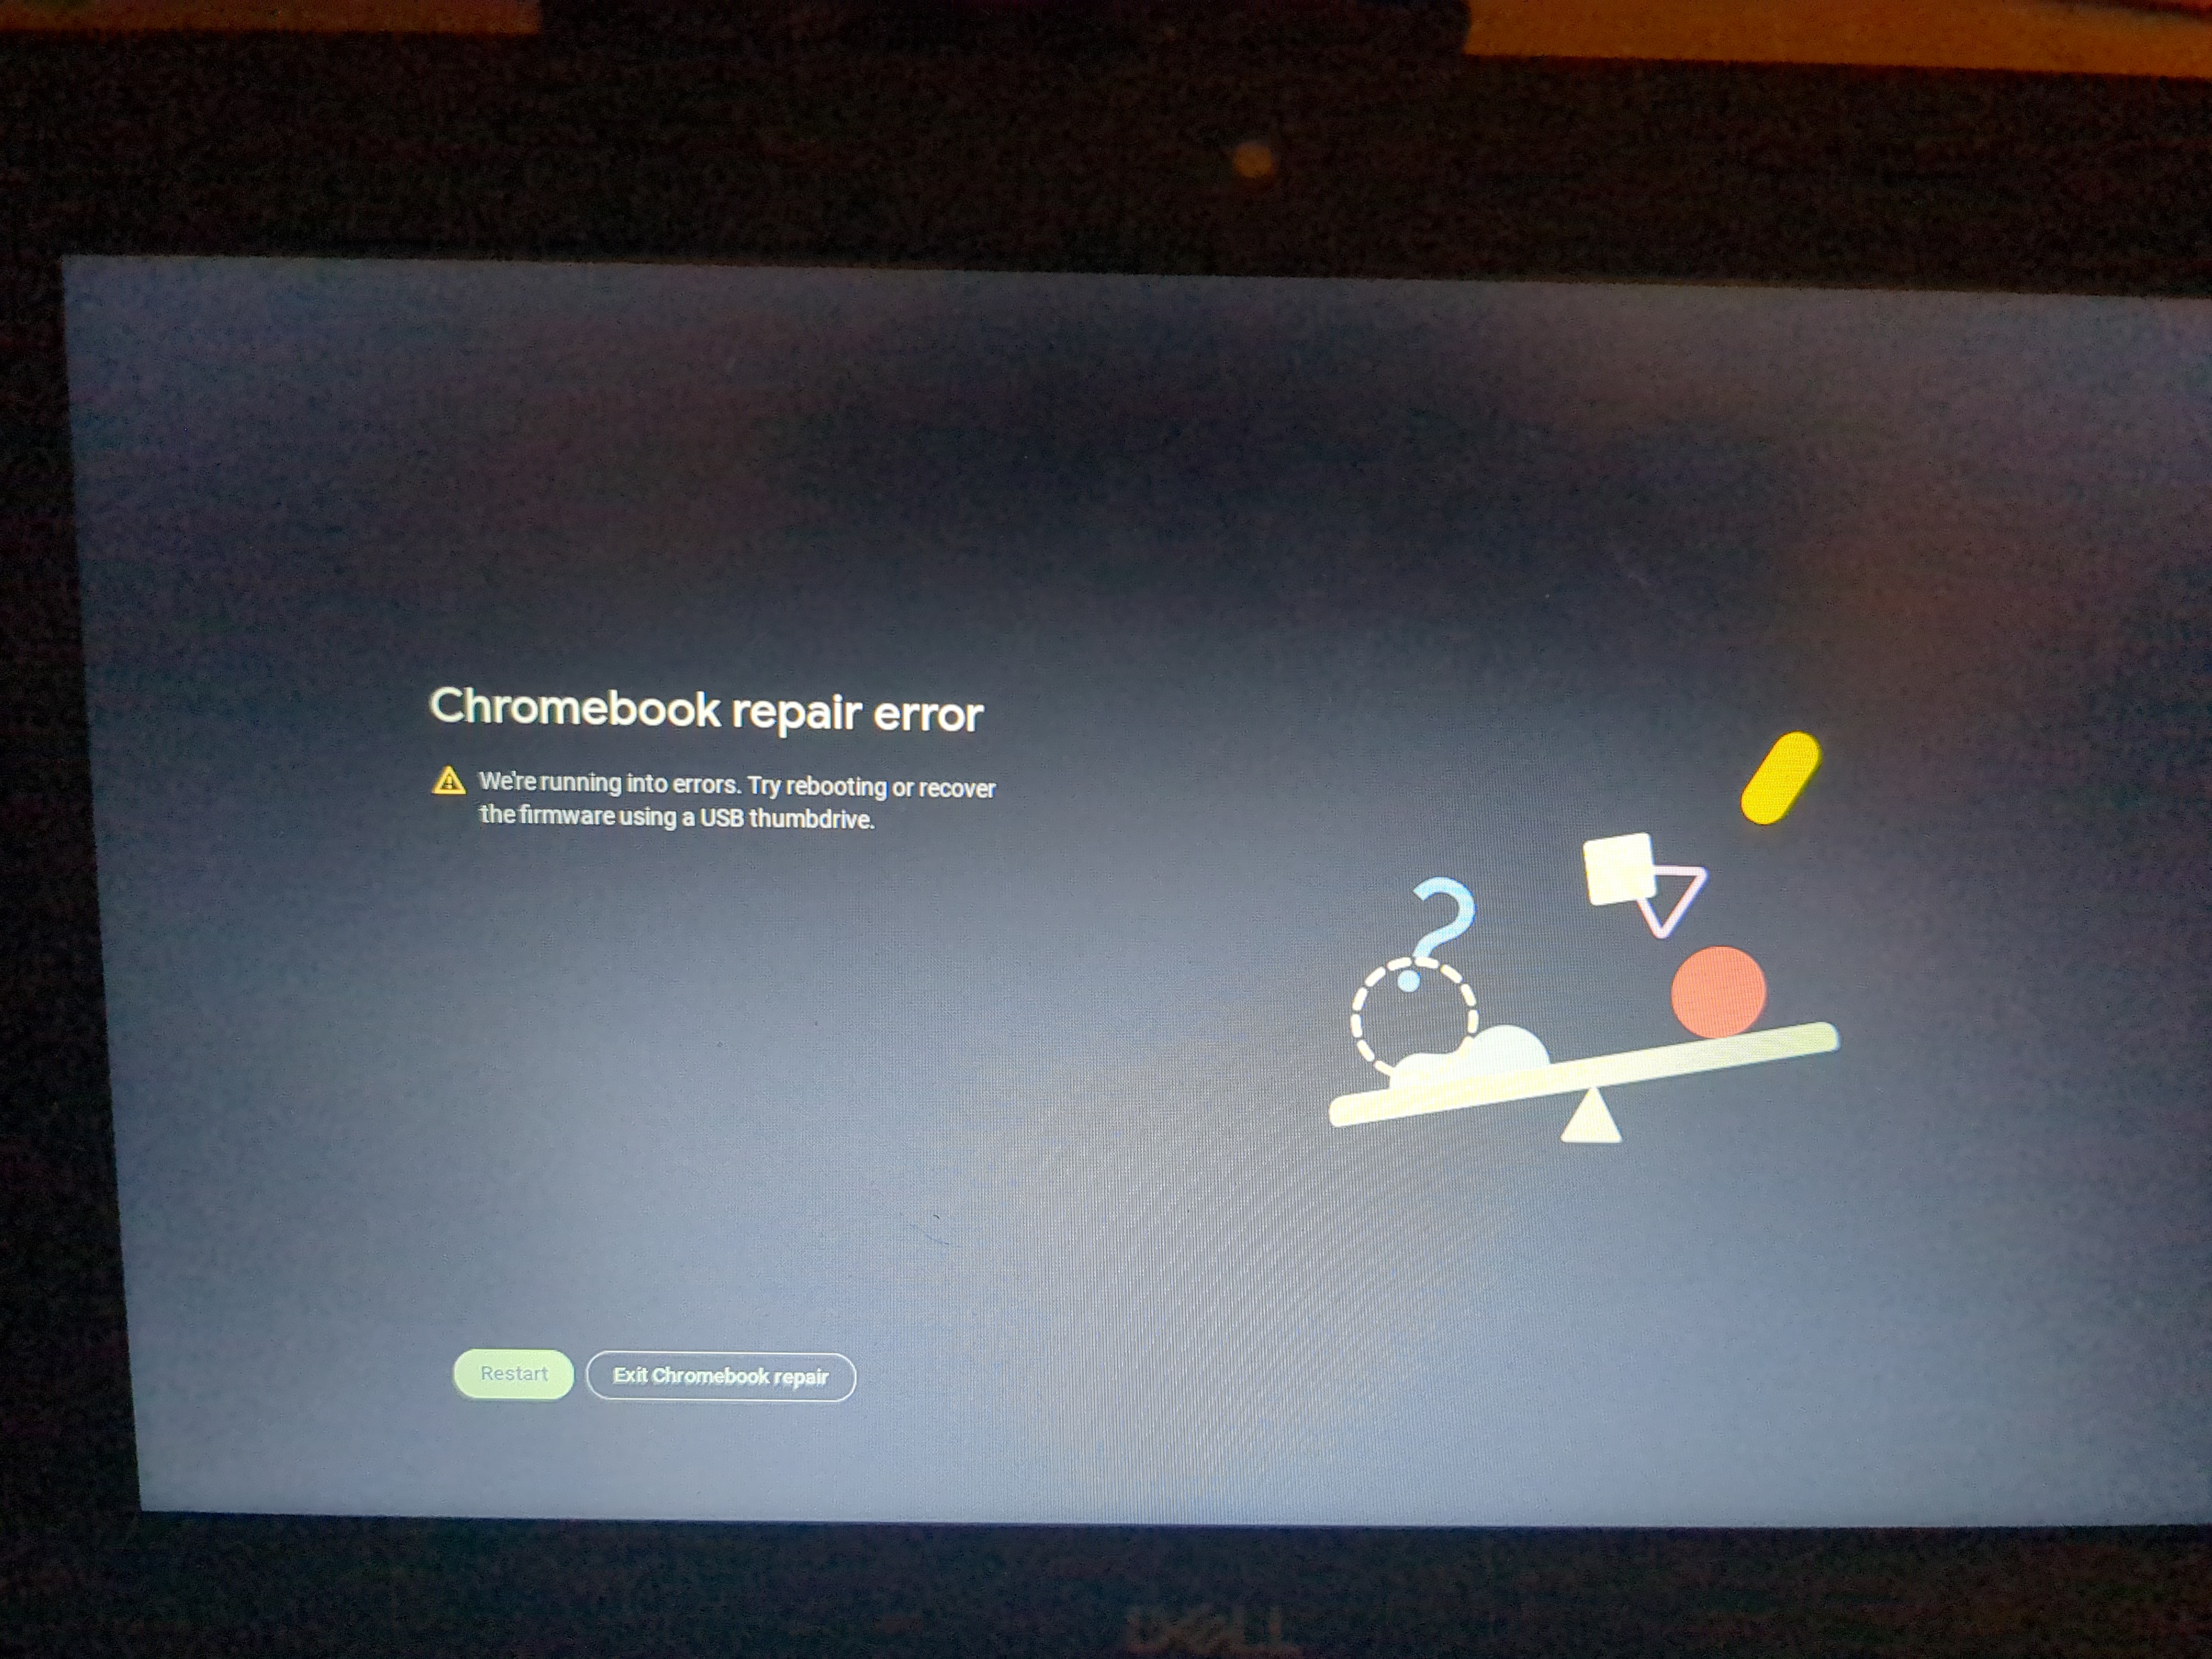 Chromebook repair error
We're running into errors. Try rebooting or recover
the firmware using a USB thumbdrive.
?
Restart
Exit Chromebook repair
DELL